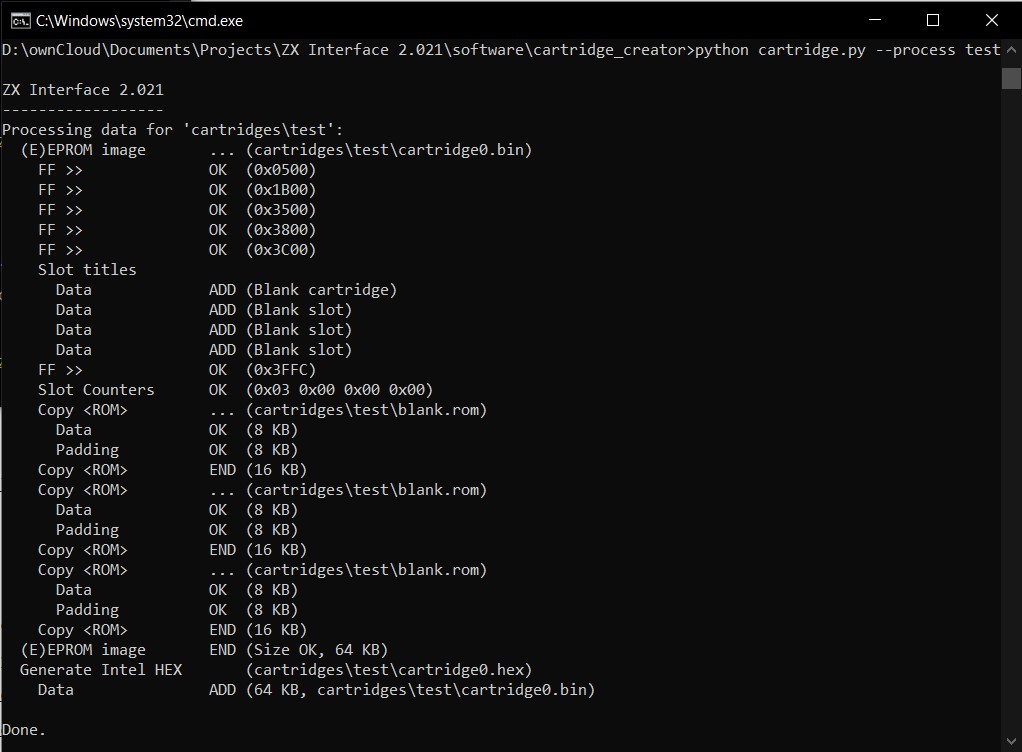 C:\Windows\system32\cmd.exe
D:\ownCloud\Documents\Projects\ZX Interface 2.021\software\cartridge_creator>python cartridge.py --process test
ZX Interface 2.021
------------------
Processing data for 'cartridges\test':
(E)EPROM image ... (cartridges\test\cartridge0.bin)
FF >> OK (0x0500)
FF >> OK (0x1B00)
FF >> OK (0x3500)
FF >> OK (0x3800)
FF >> OK (0x3C00)
Slot titles
Data ADD (Blank cartridge)
Data ADD (Blank slot)
Data ADD (Blank slot)
Data ADD (Blank slot)
FF >> OK (0x3FFC)
Slot Counters OK (0x03 0x00 0x00 0x00)
Copy <ROM> ... (cartridges\test\blank.rom)
Data OK (8 KB)
Padding OK (8 KB)
Copy <ROM> END (16 KB)
Copy <ROM> ... (cartridges\test\blank.rom)
Data OK (8 KB)
Padding OK (8 KB)
Copy <ROM> END (16 KB)
Copy <ROM> ... (cartridges\test\blank.rom)
Data OK (8 KB)
Padding OK (8 KB)
Copy <ROM> END (16 KB)
(E)EPROM image END (Size OK, 64 KB)
Generate Intel HEX (cartridges\test\cartridge0.hex)
Data ADD (64 KB, cartridges\test\cartridge0.bin)
Done.